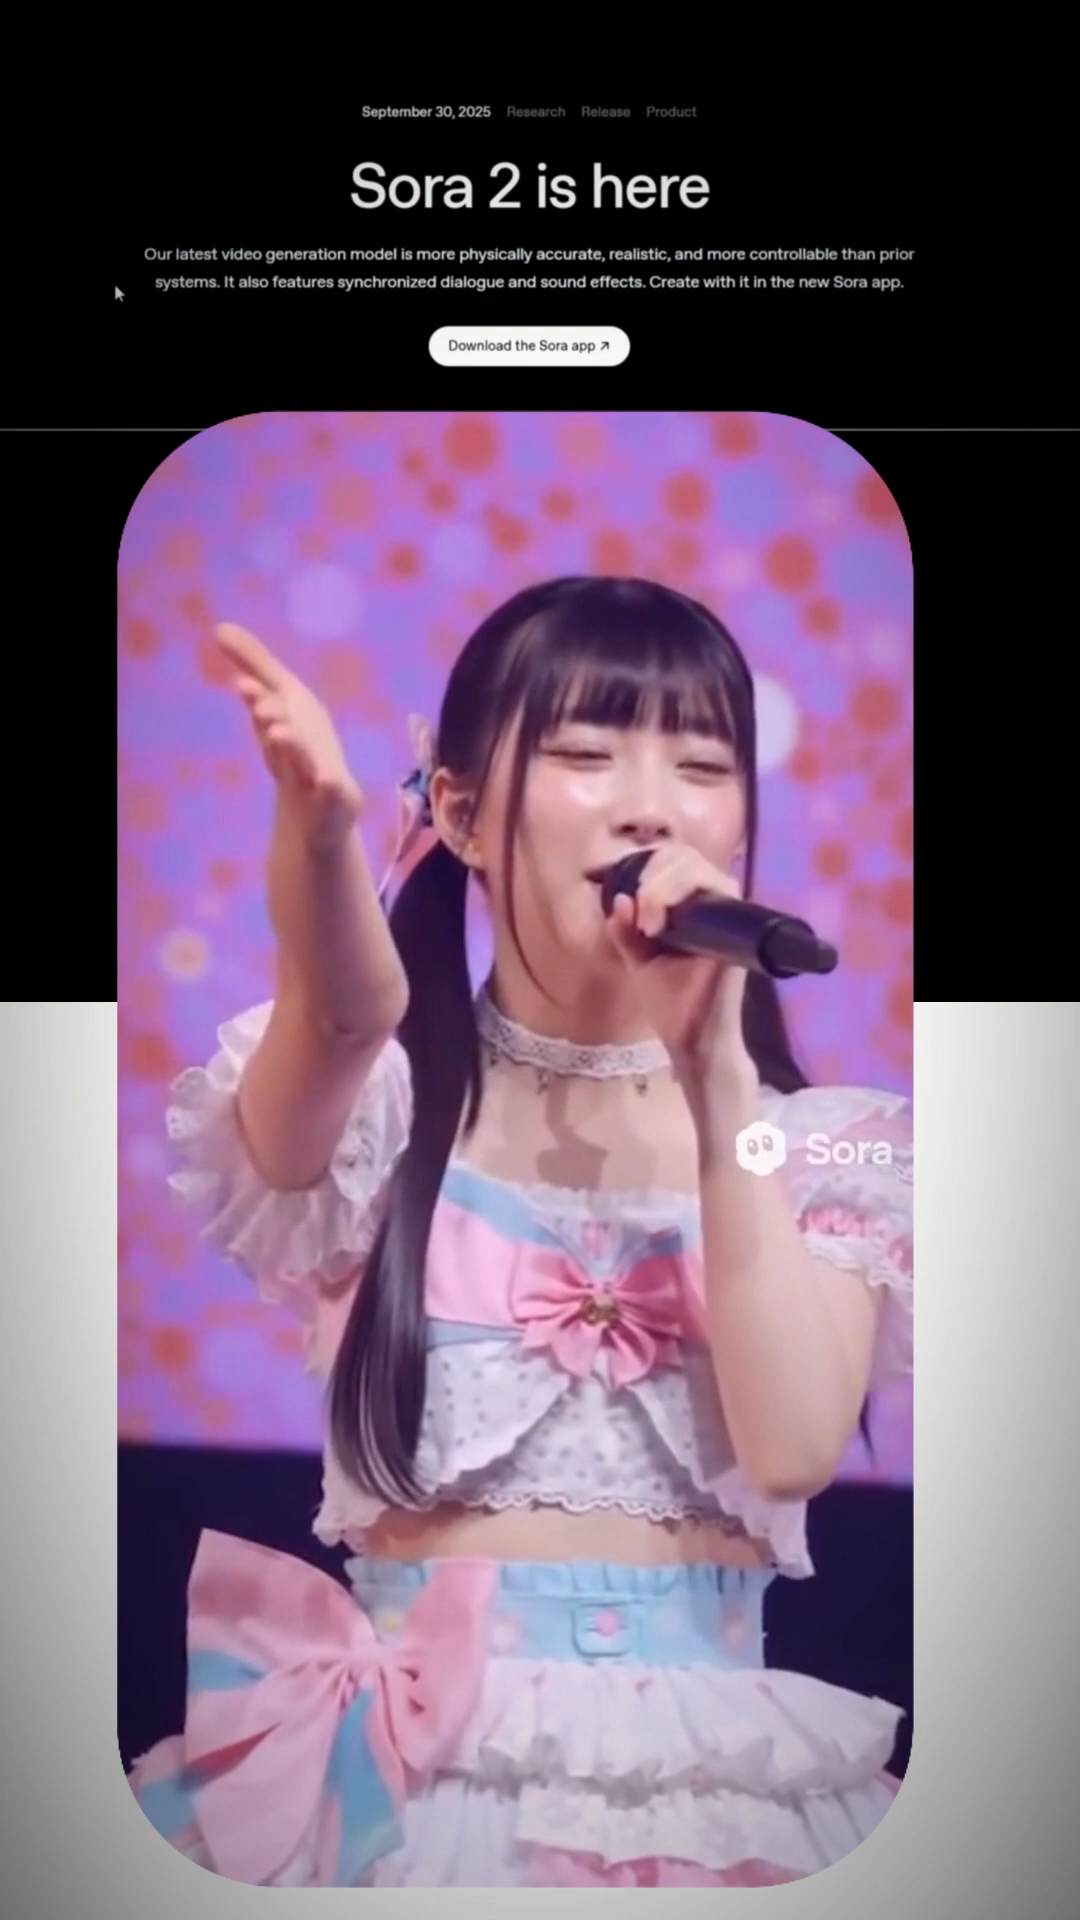 September 30, 2025 Research Release Product
Sora 2 is here
Our latest video generation model is more physically accurate, realistic, and more controllable than prior
systems. It also features synchronized dialogue and sound effects. Create with it in the new Sora app.
Download the Sora app ↗
Sora